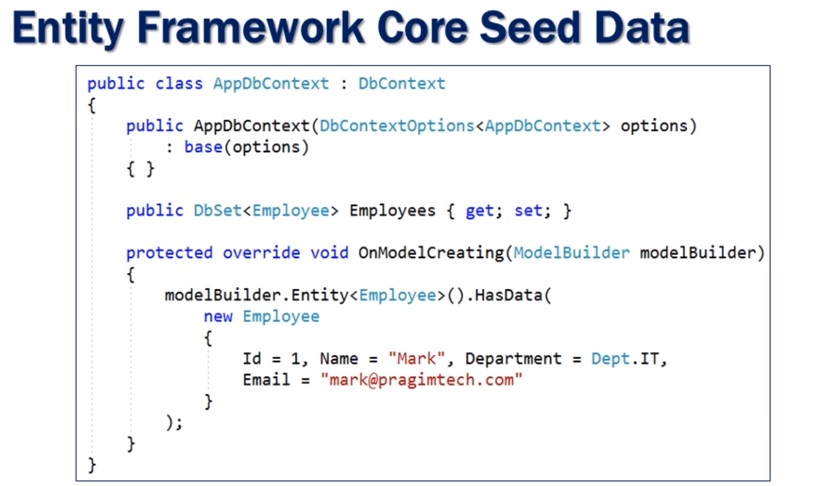 Entity Framework Core Seed Data
public class AppDbContext : DbContext
{
public AppDbContext(DbContextOptions<AppDbContext> options)
: base(options)
{ }
public DbSet<Employee> Employees { get; set; }
protected override void OnModelCreating(ModelBuilder modelBuilder)
{
modelBuilder.Entity<Employee>().HasData(
new Employee
{
Id = 1, Name = "Mark", Department = Dept.IT,
Email = "mark@pragimtech.com"
}
);
}
}